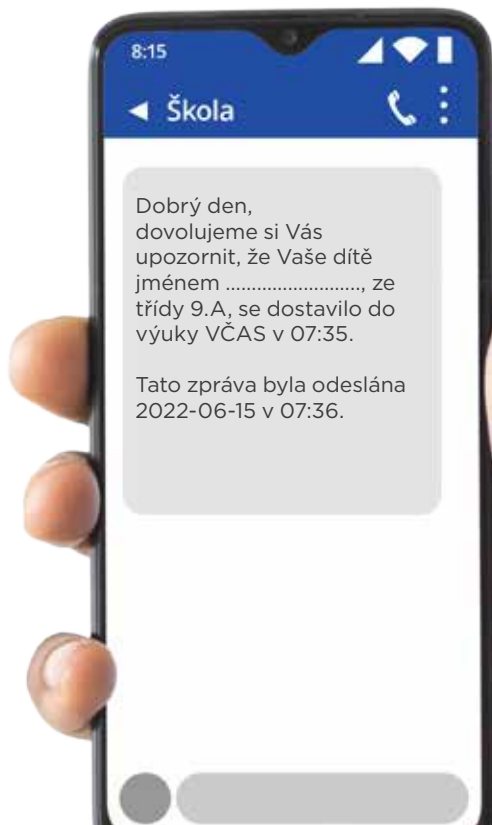 8:15
◄ Škola
Dobrý den,
dovolujeme si Vás
upozornit, že Vaše dítě
jménem ........................., ze
třídy 9.A, se dostavilo do
výuky VČAS v 07:35.
Tato zpráva byla odeslána
2022-06-15 v 07:36.